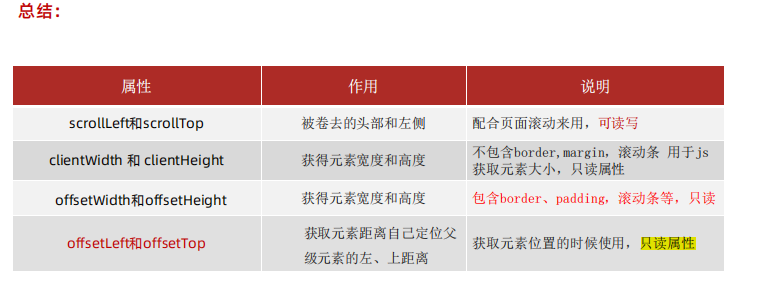 总结：
属性 作用 说明
scrollLeft和scrollTop 被卷去的头部和左侧 配合页面滚动来用，可读写
clientWidth 和 clientHeight 获得元素宽度和高度 不包含border,margin，滚动条 用于js
获取元素大小，只读属性
offsetWidth和offsetHeight 获得元素宽度和高度 包含border、padding，滚动条等，只读
offsetLeft和offsetTop 获取元素距离自己定位父
级元素的左、上距离 获取元素位置的时候使用，只读属性